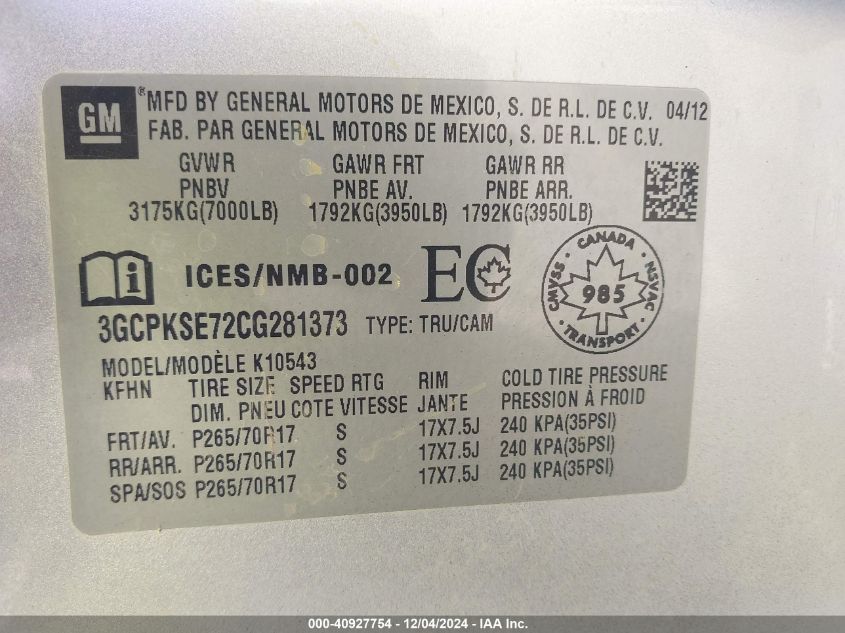 GM ® MFD BY GENERAL MOTORS DE MEXICO, S. DE R.L. DE C.V. 04/12
FAB. PAR GENERAL MOTORS DE MEXICO, S. DE R.L. DE C.V.
GVWR GAWR FRT GAWR RR
PNBV PNBE AV. PNBE ARR.
3175KG(7000LB) 1792KG(3950LB) 1792KG(3950LB)
i ICES/NMB-002 EC
CANADA
CMVSS 985 NSVAC
TRANSPORT
3GCPKSE72CG281373 TYPE: TRU/CAM
MODEL/MODÈLE K10543
KFHN TIRE SIZE SPEED RTG RIM COLD TIRE PRESSURE
DIM. PNEU COTE VITESSE JANTE PRESSION À FROID
FRT/AV. P265/70R17 S 17X7.5J 240 KPA(35PSI)
RR/ARR. P265/70R17 S 17X7.5J 240 KPA(35PSI)
SPA/SOS P265/70R17 S 17X7.5J 240 KPA(35PSI)
000-40927754 - 12/04/2024 - IAA Inc.